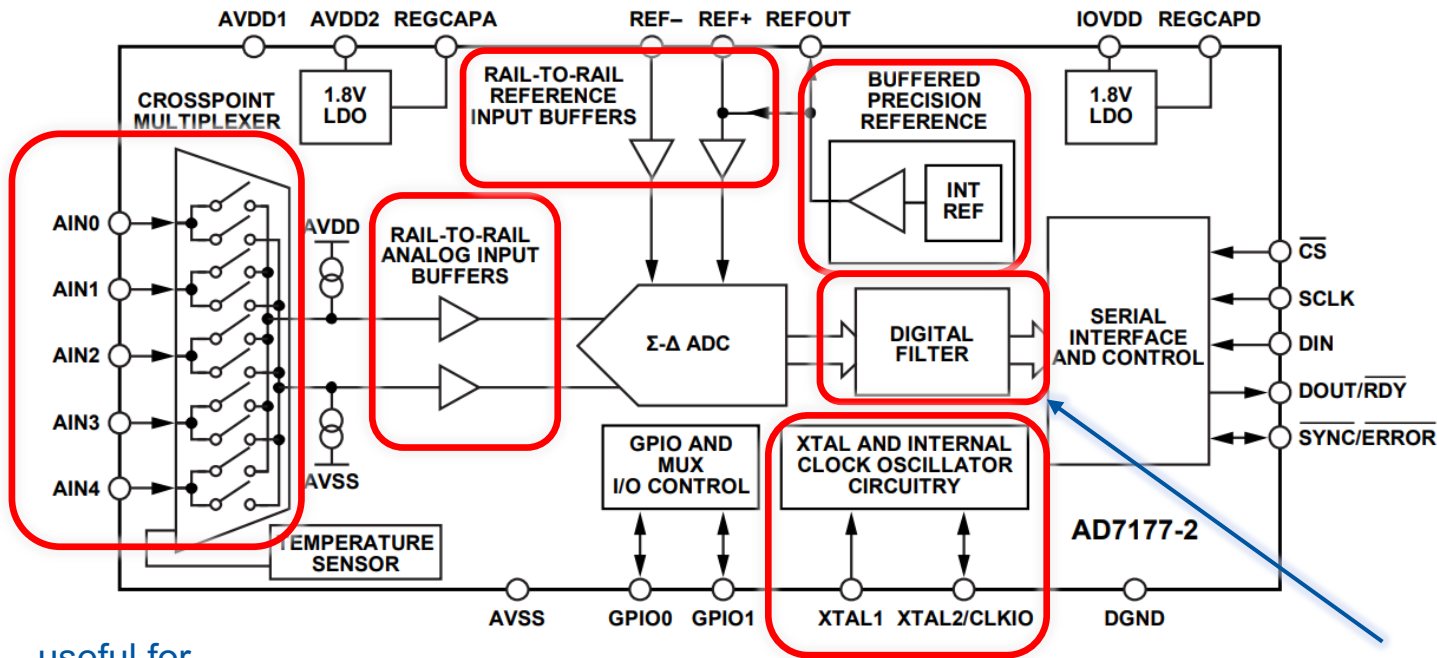 AVDD1 AVDD2 REGCAPA REF– REF+ REFOUT IOVDD REGCAPD
CROSSPOINT
MULTIPLEXER
1.8V
LDO
RAIL-TO-RAIL
REFERENCE
INPUT BUFFERS
BUFFERED
PRECISION
REFERENCE
INT
REF
1.8V
LDO
AIN0
AIN1
AIN2
AIN3
AIN4
AVDD
AVSS
RAIL-TO-RAIL
ANALOG INPUT
BUFFERS
Σ-Δ ADC
DIGITAL
FILTER
SERIAL
INTERFACE
AND CONTROL
CS
SCLK
DIN
DOUT/RDY
SYNC/ERROR
GPIO AND
MUX
I/O CONTROL
XTAL AND INTERNAL
CLOCK OSCILLATOR
CIRCUITRY
TEMPERATURE
SENSOR
AD7177-2
AVSS GPIO0 GPIO1 XTAL1 XTAL2/CLKIO DGND
useful for